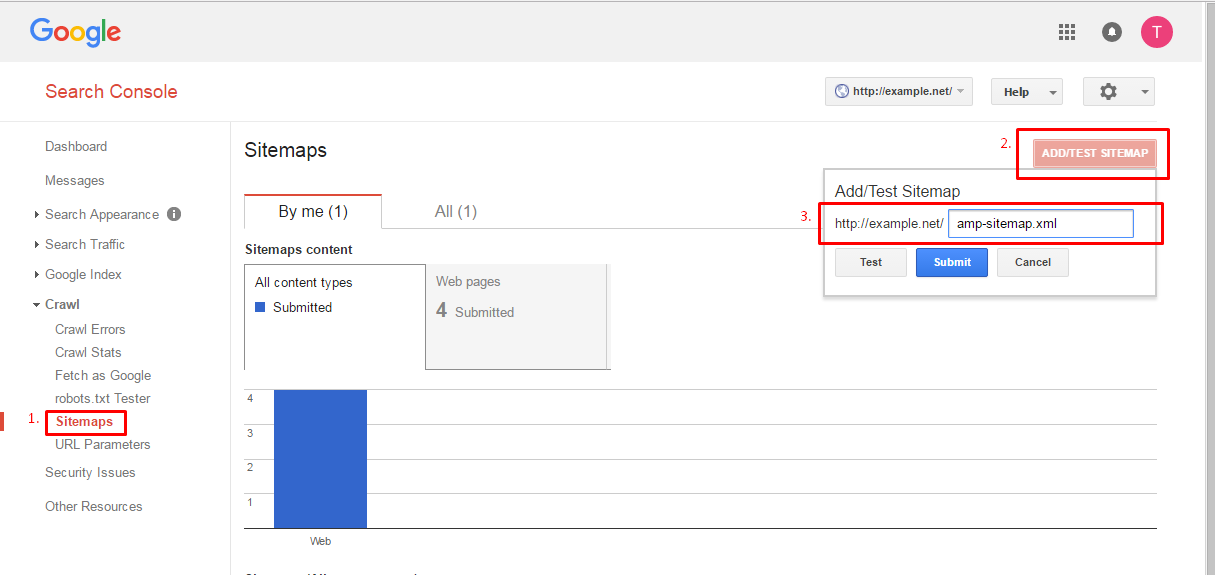 Google
T
Search Console
http://example.net/
Help
Dashboard
Messages
Search Appearance i
Search Traffic
Google Index
Crawl
Crawl Errors
Crawl Stats
Fetch as Google
robots.txt Tester
1. Sitemaps
URL Parameters
Security Issues
Other Resources
Sitemaps
2. ADD/TEST SITEMAP
Add/Test Sitemap
3. http://example.net/ amp-sitemap.xml
Test Submit Cancel
By me (1) All (1)
Sitemaps content
All content types
Submitted
Web pages
4 Submitted
4
3
2
1
Web